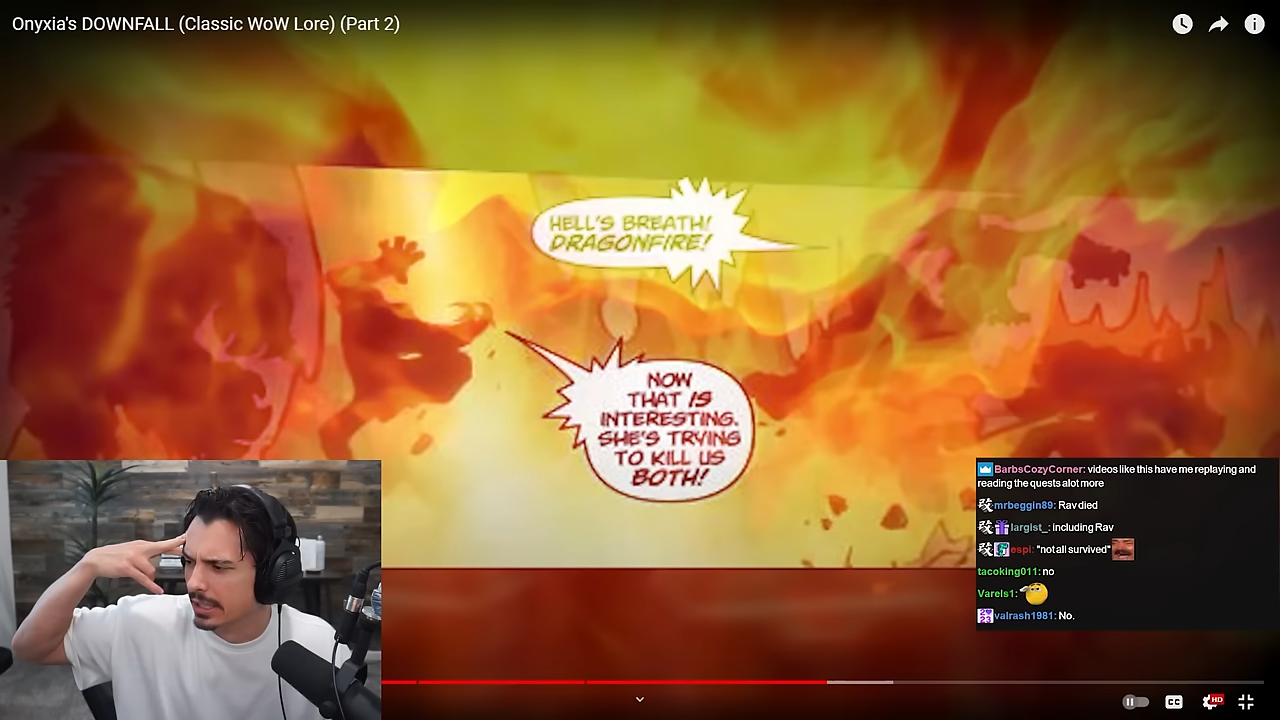 Onyxia's DOWNFALL (Classic WoW Lore) (Part 2)
HELL'S BREATH!
DRAGONFIRE!
NOW
THAT IS
INTERESTING.
SHE'S TRYING
TO KILL US
BOTH!
BarbsCozyCorner: videos like this have me replaying and
reading the quests alot more
mrbeggin89: Rav died
largist_: including Rav
espi: "not all survived"
tacoking011: no
Varels1:
valrash1981: No.
CC
HD